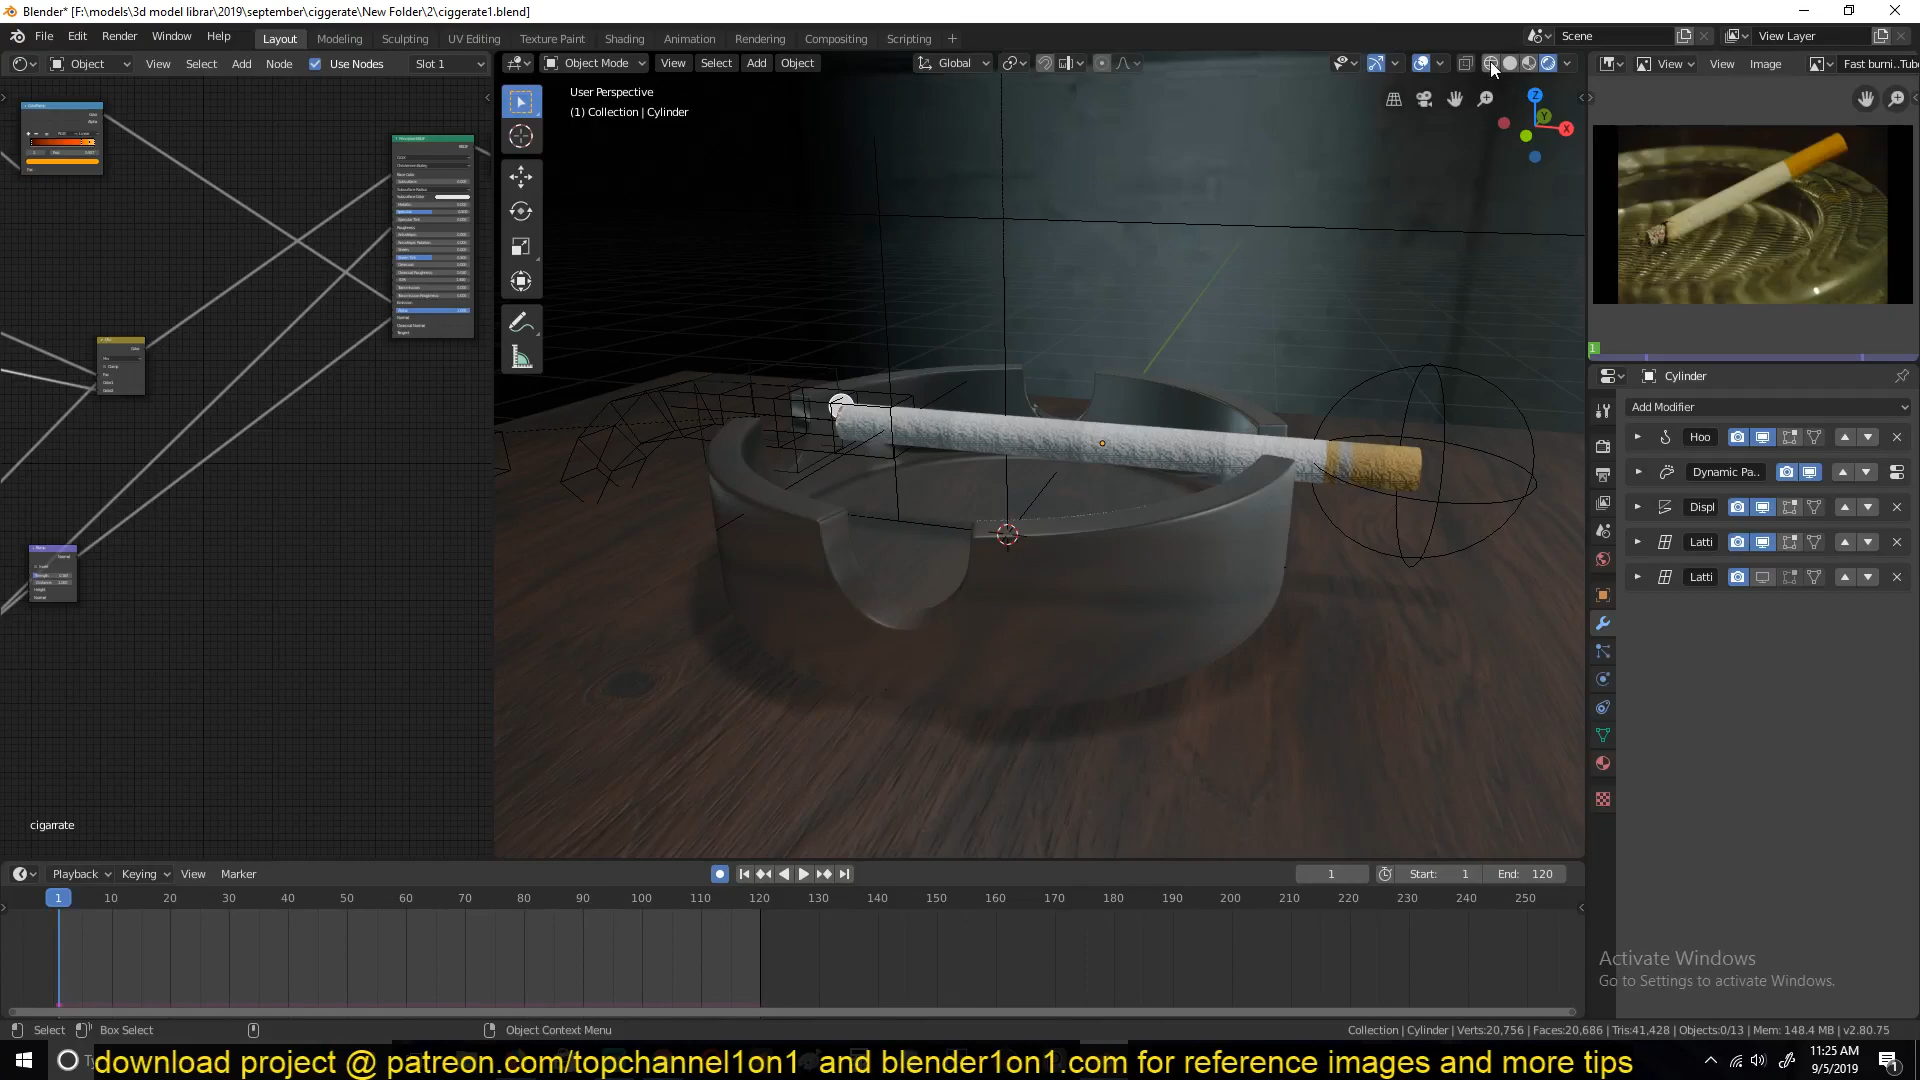 Blender* [F:\models\3d model librar\2019\september\ciggerate\New Folder\2\ciggerate1.blend]
File Edit Render Window Help Layout Modeling Sculpting UV Editing Texture Paint Shading Animation Rendering Compositing Scripting + Scene View Layer
Object View Select Add Node Use Nodes Slot 1 Object Mode View Select Add Object Global View View Image Fast burni...Tube
User Perspective
(1) Collection | Cylinder
Z
Y
X
1
Cylinder
Add Modifier
Hoo
Dynamic Pa..
Displ
Latti
Latti
cigarrate
Playback Keying View Marker 1 Start: 1 End: 120
1 10 20 30 40 50 60 70 80 90 100 110 120 130 140 150 160 170 180 190 200 210 220 230 240 250
Activate Windows
Go to Settings to activate Windows.
Select Box Select Object Context Menu Collection | Cylinder | Verts:20,756 | Faces:20,686 | Tris:41,428 | Objects:0/13 | Mem: 148.4 MB | v2.80.75
download project @ patreon.com/topchannel1on1 and blender1on1.com for reference images and more tips
11:25 AM
9/5/2019
1